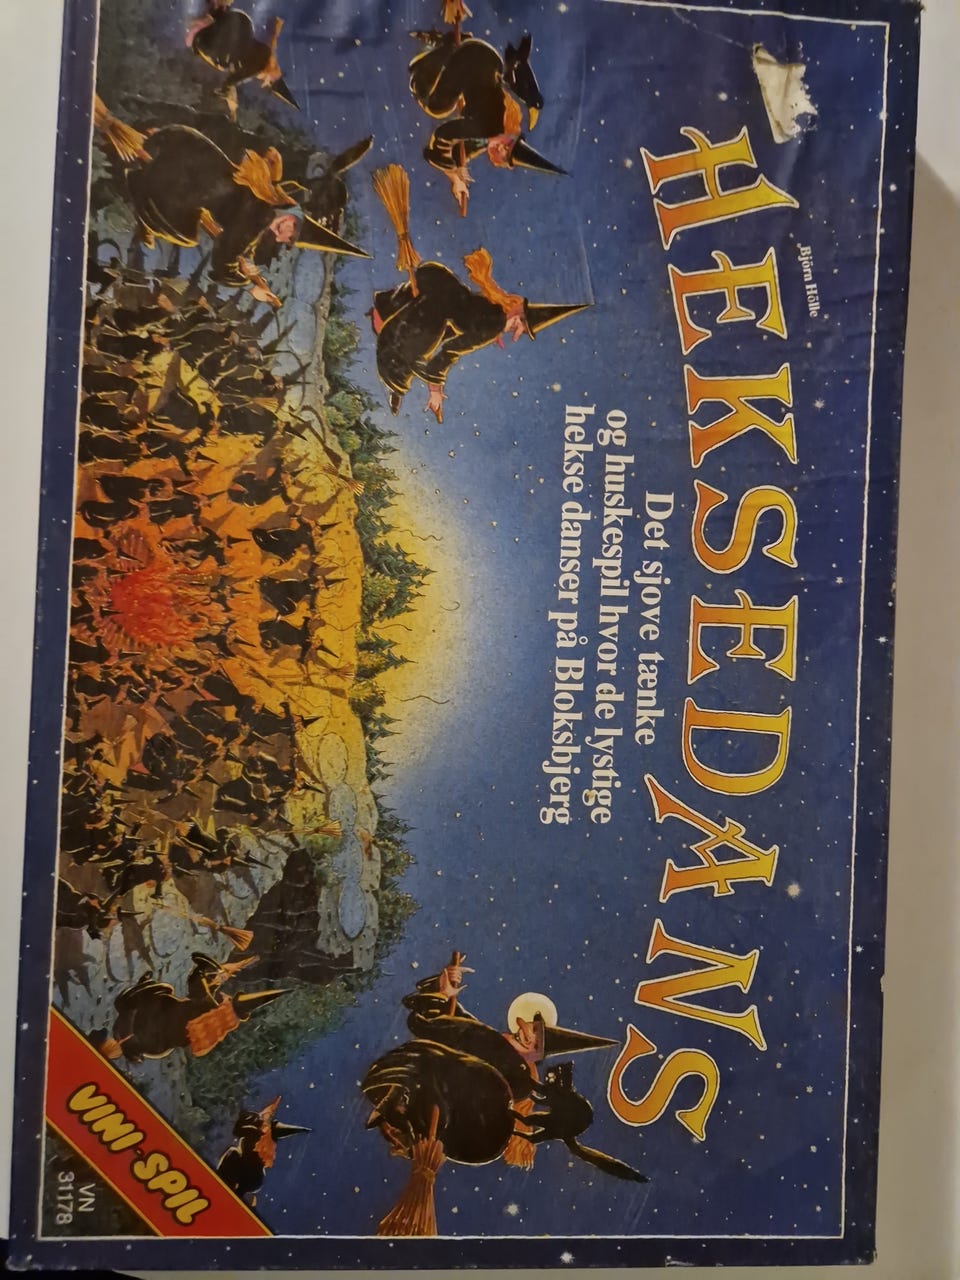 „Björn Hölle“
HEKSEDANS
Det sjove tænke
og huskespil hvor de lystige
hekse danser på Bloksbjerg
VINI-SPIL
VN
31178